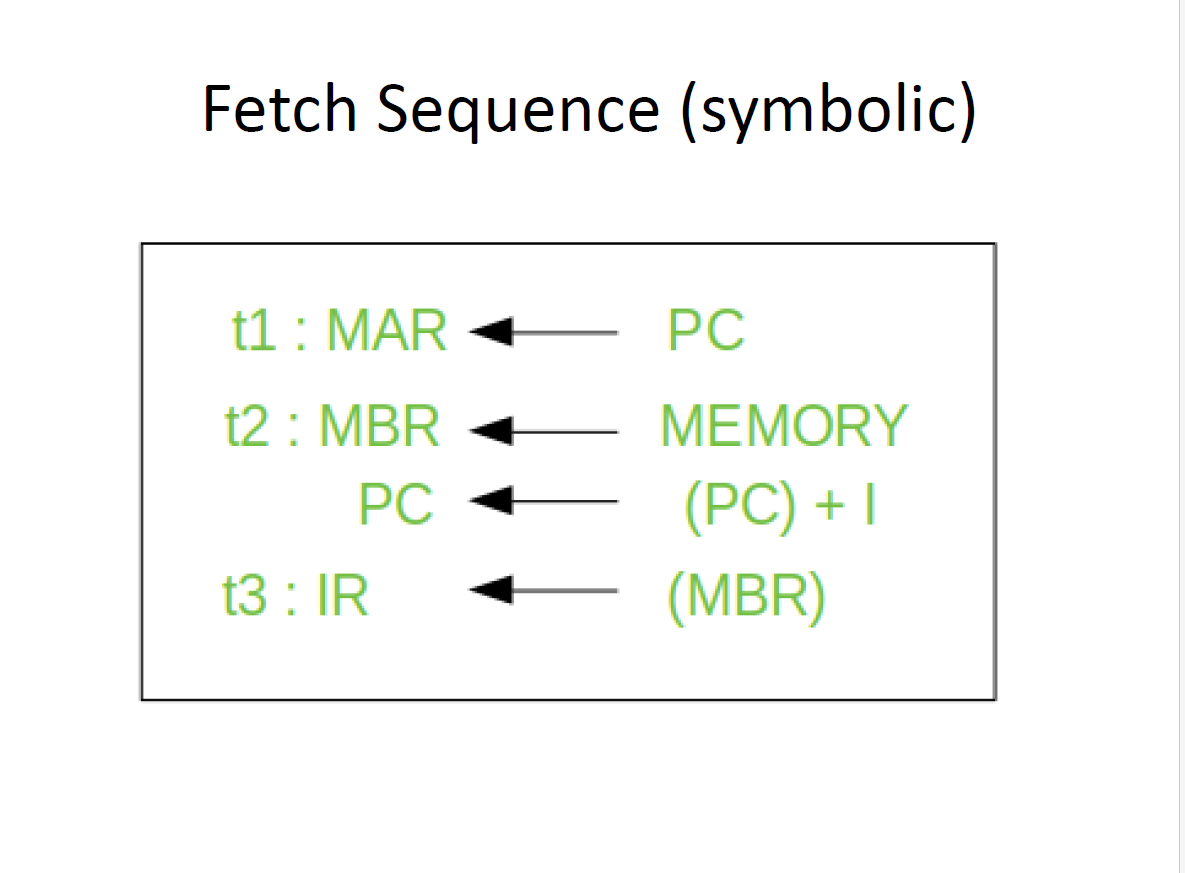 Fetch Sequence (symbolic)
t1 : MAR ← PC
t2 : MBR ← MEMORY
PC ← (PC) + I
t3 : IR ← (MBR)